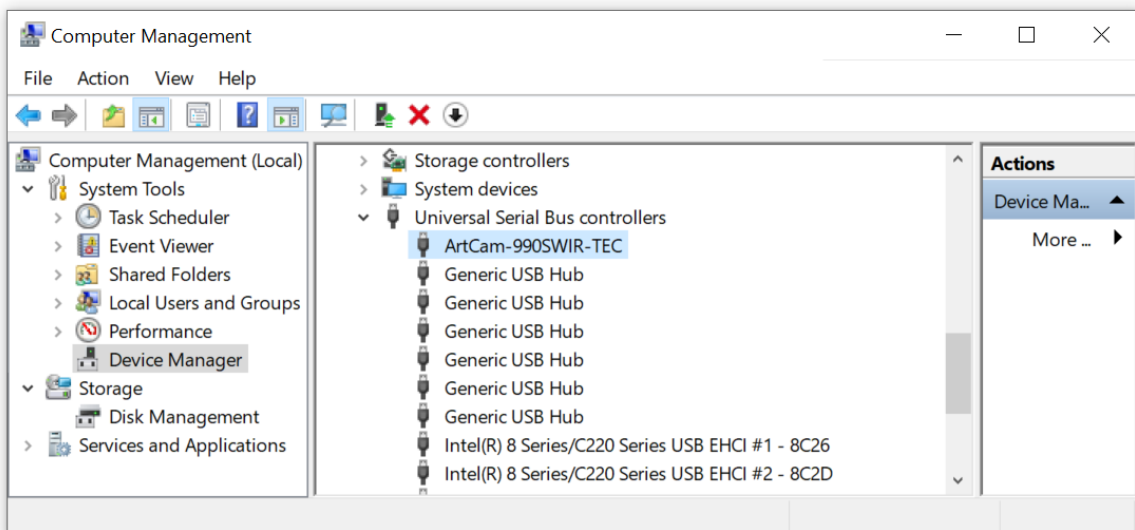 Computer Management
File Action View Help
Computer Management (Local)
System Tools
Task Scheduler
Event Viewer
Shared Folders
Local Users and Groups
Performance
Device Manager
Storage
Disk Management
Services and Applications
Storage controllers
System devices
Universal Serial Bus controllers
ArtCam-990SWIR-TEC
Generic USB Hub
Generic USB Hub
Generic USB Hub
Generic USB Hub
Generic USB Hub
Generic USB Hub
Intel(R) 8 Series/C220 Series USB EHCI #1 - 8C26
Intel(R) 8 Series/C220 Series USB EHCI #2 - 8C2D
Actions
Device Ma...
More ...